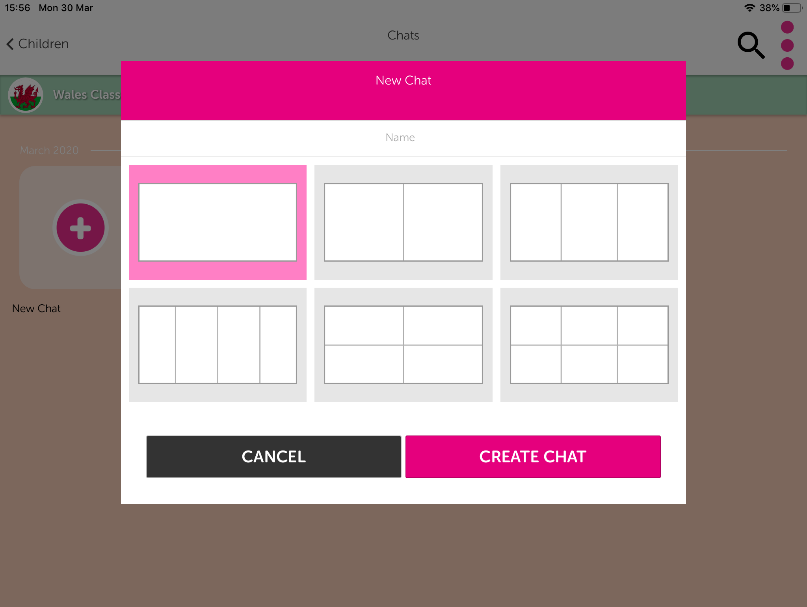 15:56 Mon 30 Mar
38%
Children
Chats
New Chat
Wales Class
Name
March 2020
New Chat
CANCEL
CREATE CHAT